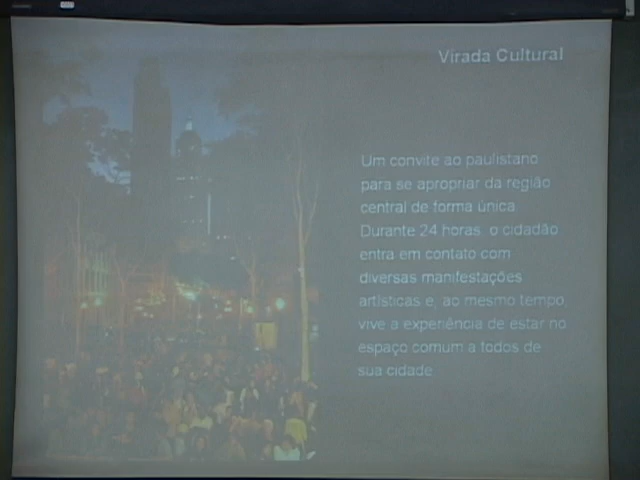 Virada Cultural
Um convite ao paulistano
para se apropriar da região
central de forma única
Durante 24 horas o cidadão
entra em contato com
diversas manifestações
artísticas e, ao mesmo tempo
vive a experiência de estar no
espaço comum a todos de
sua cidade